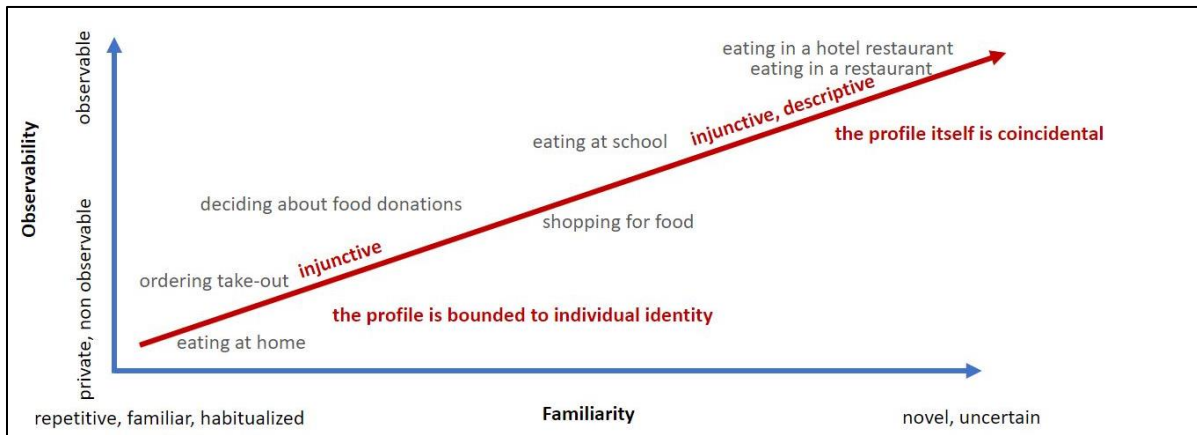 observable
eating in a hotel restaurant
eating in a restaurant
injunctive, descriptive
the profile itself is coincidental
eating at school
Observability
deciding about food donations
shopping for food
injunctive
ordering take-out
the profile is bounded to individual identity
eating at home
private, non observable
repetitive, familiar, habitualized
Familiarity
novel, uncertain